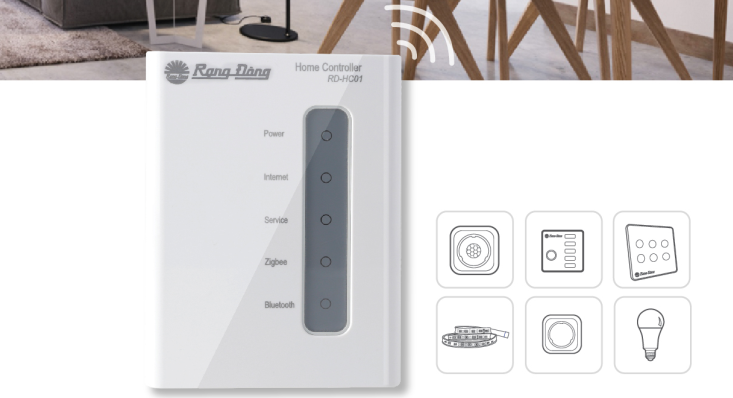 Rạng Đông
Home Controller
RD-HC01
Power
Internet
Service
Zigbee
Bluetooth